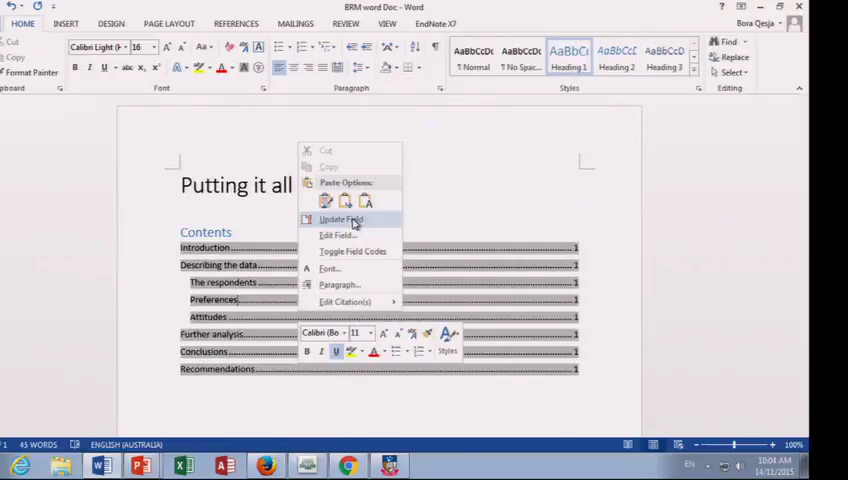 BRM word Doc - Word
HOME INSERT DESIGN PAGE LAYOUT REFERENCES MAILINGS REVIEW VIEW EndNote X7
Bora Qesja
Cut
Copy
Format Painter
Calibri Light (H 16
AaBbCcDc AaBbCcDc AaBbC AaBbCcD AaBbCcD
¶ Normal ¶ No Spac... Heading 1 Heading 2 Heading 3
Find
Replace
Select
Font Paragraph Styles Editing
Putting it all
Contents
Introduction 1
Describing the data 1
The respondents 1
Preferences 1
Attitudes 1
Further analysis 1
Conclusions 1
Recommendations 1
Cut
Copy
Paste Options:
Update Field
Edit Field...
Toggle Field Codes
Font...
Paragraph...
Edit Citation(s)
Calibri (Bo 11
B I U Styles
45 WORDS ENGLISH (AUSTRALIA) 100%
EN
10:04 AM
14/11/2015